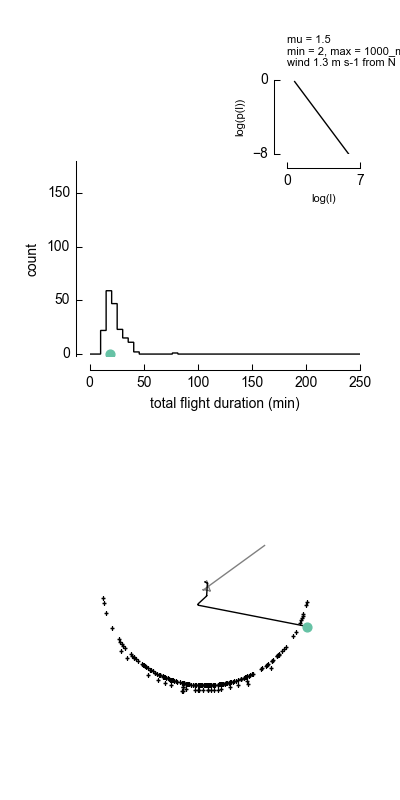 mu = 1.5
min = 2, max = 1000_m
wind 1.3 m s-1 from N
0
log(p(l))
−8
0 7
log(l)
150
100
count
50
0
0 50 100 150 200 250
total flight duration (min)